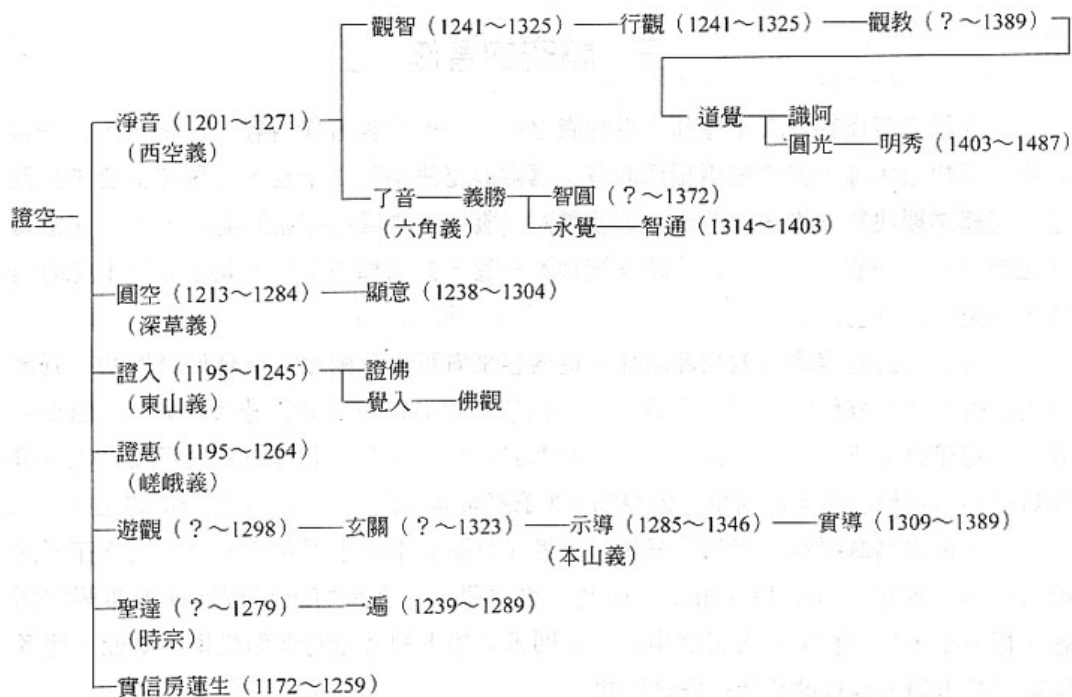 觀智（1241～1325）——行觀（1241～1325）——觀教（?～1389）
道覺——識阿
淨音（1201～1271）
圓光——明秀（1403～1487）
（西空義）
了音——義勝——智圓（?～1372）
證空
（六角義） 永覺——智通（1314～1403）
圓空（1213～1284）——顯意（1238～1304）
（深草義）
證入（1195～1245）——證佛
（東山義） 覺入——佛觀
證惠（1195～1264）
（嵯峨義）
遊觀（?～1298）——玄關（?～1323）——示導（1285～1346）——實導（1309～1389）
（本山義）
聖達（?～1279）——一遍（1239～1289）
（時宗）
實信房蓮生（1172～1259）